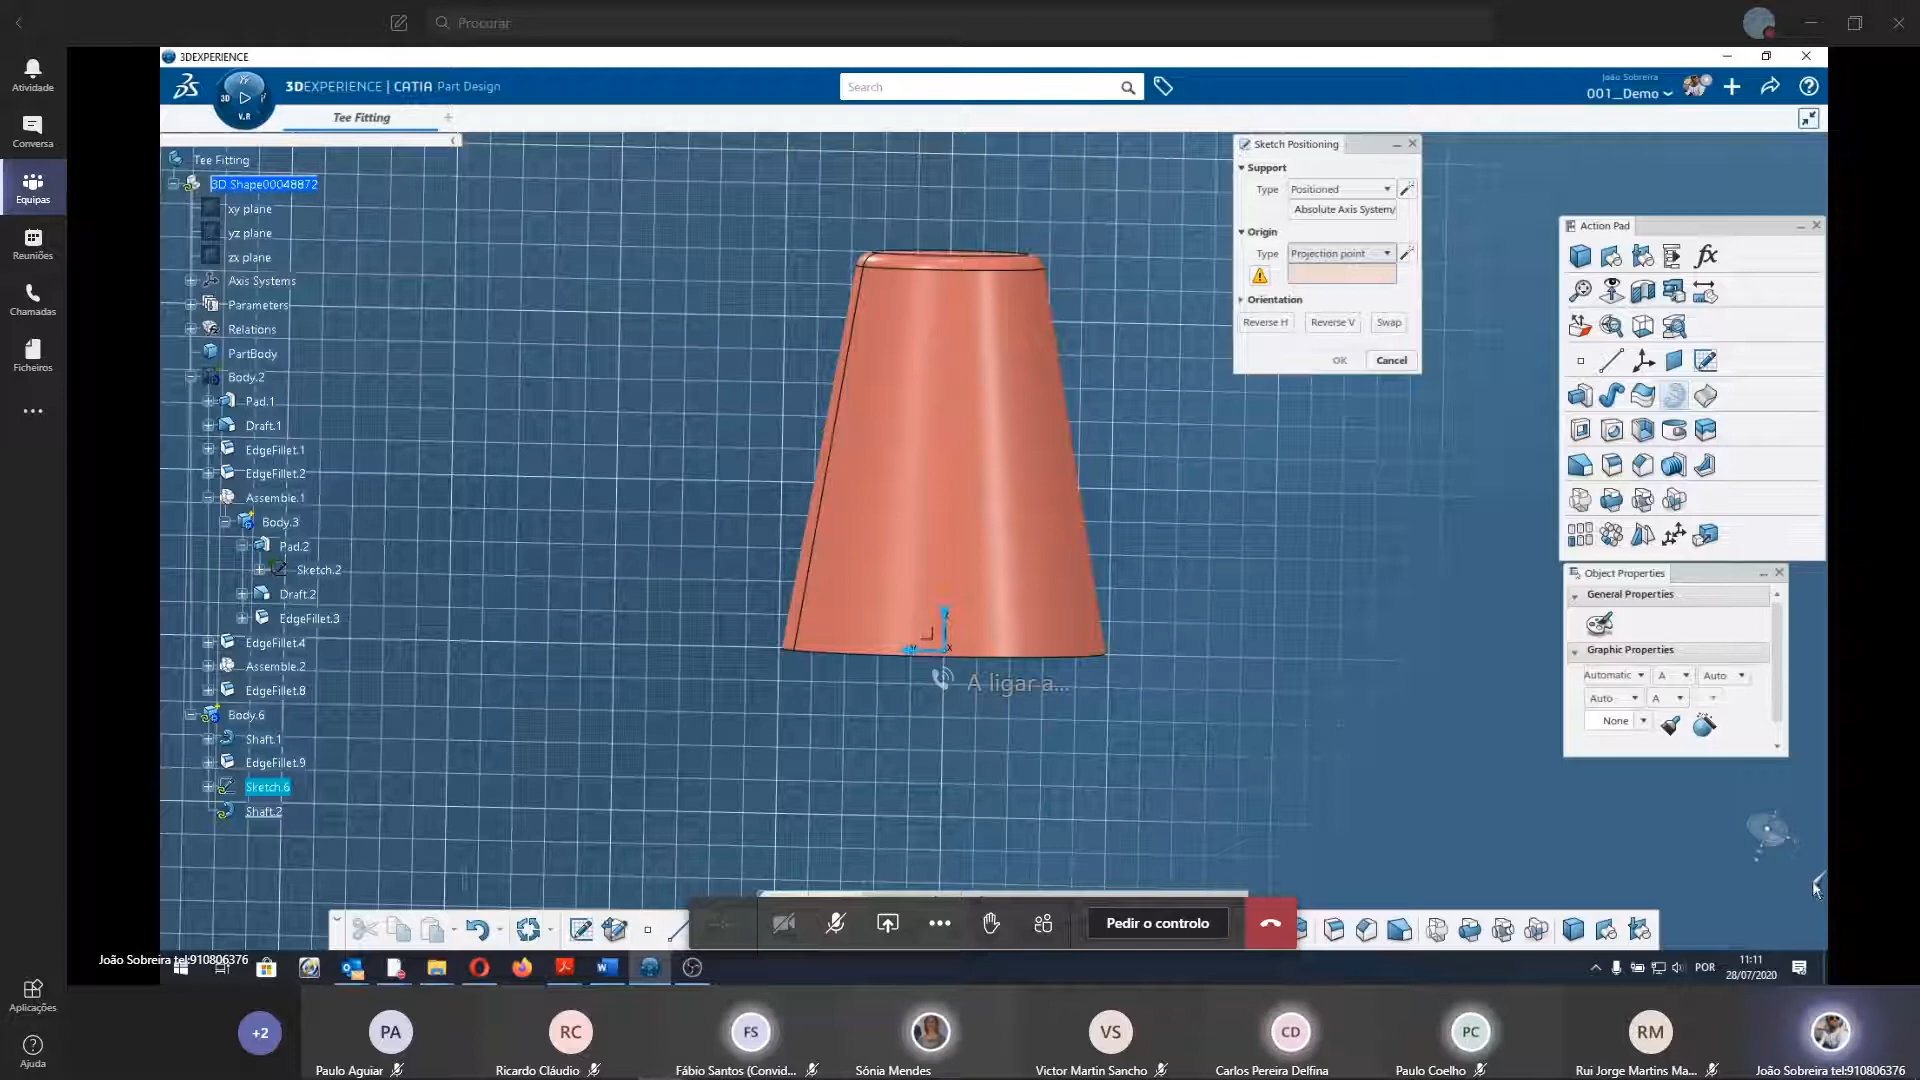 Procurar
Atividade
Conversa
Equipas
Reuniões
Chamadas
Ficheiros
Aplicações
Ajuda
3DEXPERIENCE
3DEXPERIENCE | CATIA Part Design
3D
V.R
Search
João Sobreira
001_Demo
Tee Fitting
Tee Fitting
3D Shape00048872
xy plane
yz plane
zx plane
Axis Systems
Parameters
Relations
PartBody
Body.2
Pad.1
Draft.1
EdgeFillet.1
EdgeFillet.2
Assemble.1
Body.3
Pad.2
Sketch.2
Draft.2
EdgeFillet.3
EdgeFillet.4
Assemble.2
EdgeFillet.8
Body.6
Shaft.1
EdgeFillet.9
Sketch.6
Shaft.2
A ligar a...
Sketch Positioning
Support
Type Positioned
Absolute Axis System/
Origin
Type Projection point
Orientation
Reverse H Reverse V Swap
OK Cancel
Action Pad
fx
Object Properties
General Properties
Graphic Properties
Automatic A Auto
Auto A
None
Pedir o controlo
João Sobreira tel:910806376
POR
11:11
28/07/2020
+2
PA
Paulo Aguiar
RC
Ricardo Cláudio
FS
Fábio Santos (Convid...
Sónia Mendes
VS
Victor Martin Sancho
CD
Carlos Pereira Delfina
PC
Paulo Coelho
RM
Rui Jorge Martins Ma...
João Sobreira tel:910806376